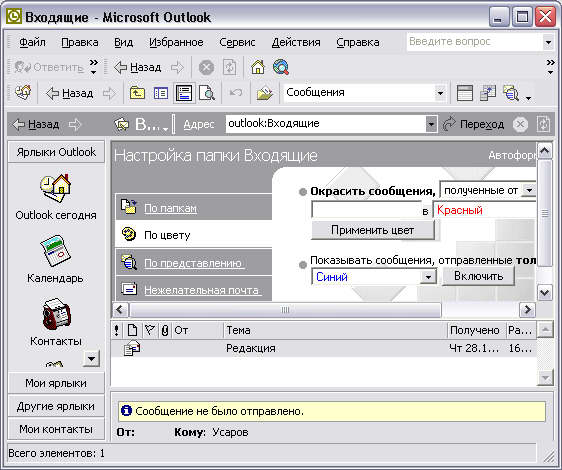 Входящие - Microsoft Outlook
Файл Правка Вид Избранное Сервис Действия Справка Введите вопрос
Ответить Назад
Назад Сообщения
Назад В... Адрес outlook:Входящие Переход
Ярлыки Outlook
Outlook сегодня
Календарь
Контакты
Мои ярлыки
Другие ярлыки
Мои контакты
Настройка папки Входящие Автоформ
По папкам
По цвету
По представлению
Нежелательная почта
Окрасить сообщения, полученные от
в Красный
Применить цвет
Показывать сообщения, отправленные тол
Синий Включить
От Тема Получено Ра...
Редакция Чт 28.1... 16...
Сообщение не было отправлено.
От: Кому: Усаров
Всего элементов: 1